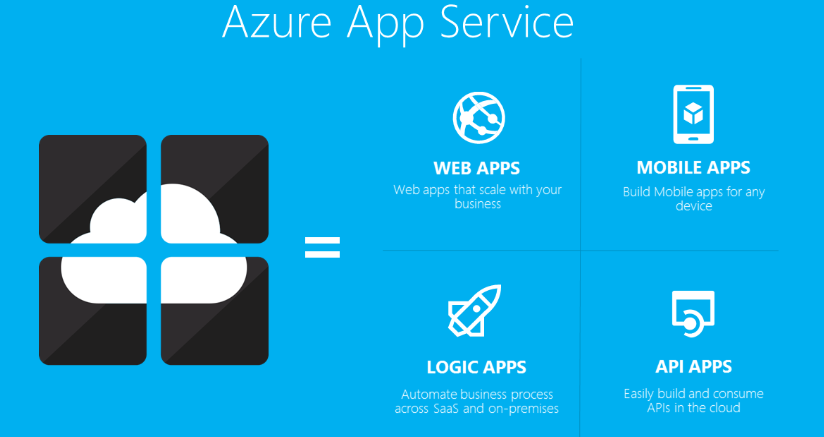 Azure App Service
WEB APPS
Web apps that scale with your
business
MOBILE APPS
Build Mobile apps for any
device
=
LOGIC APPS
Automate business process
across SaaS and on-premises
API APPS
Easily build and consume
APIs in the cloud